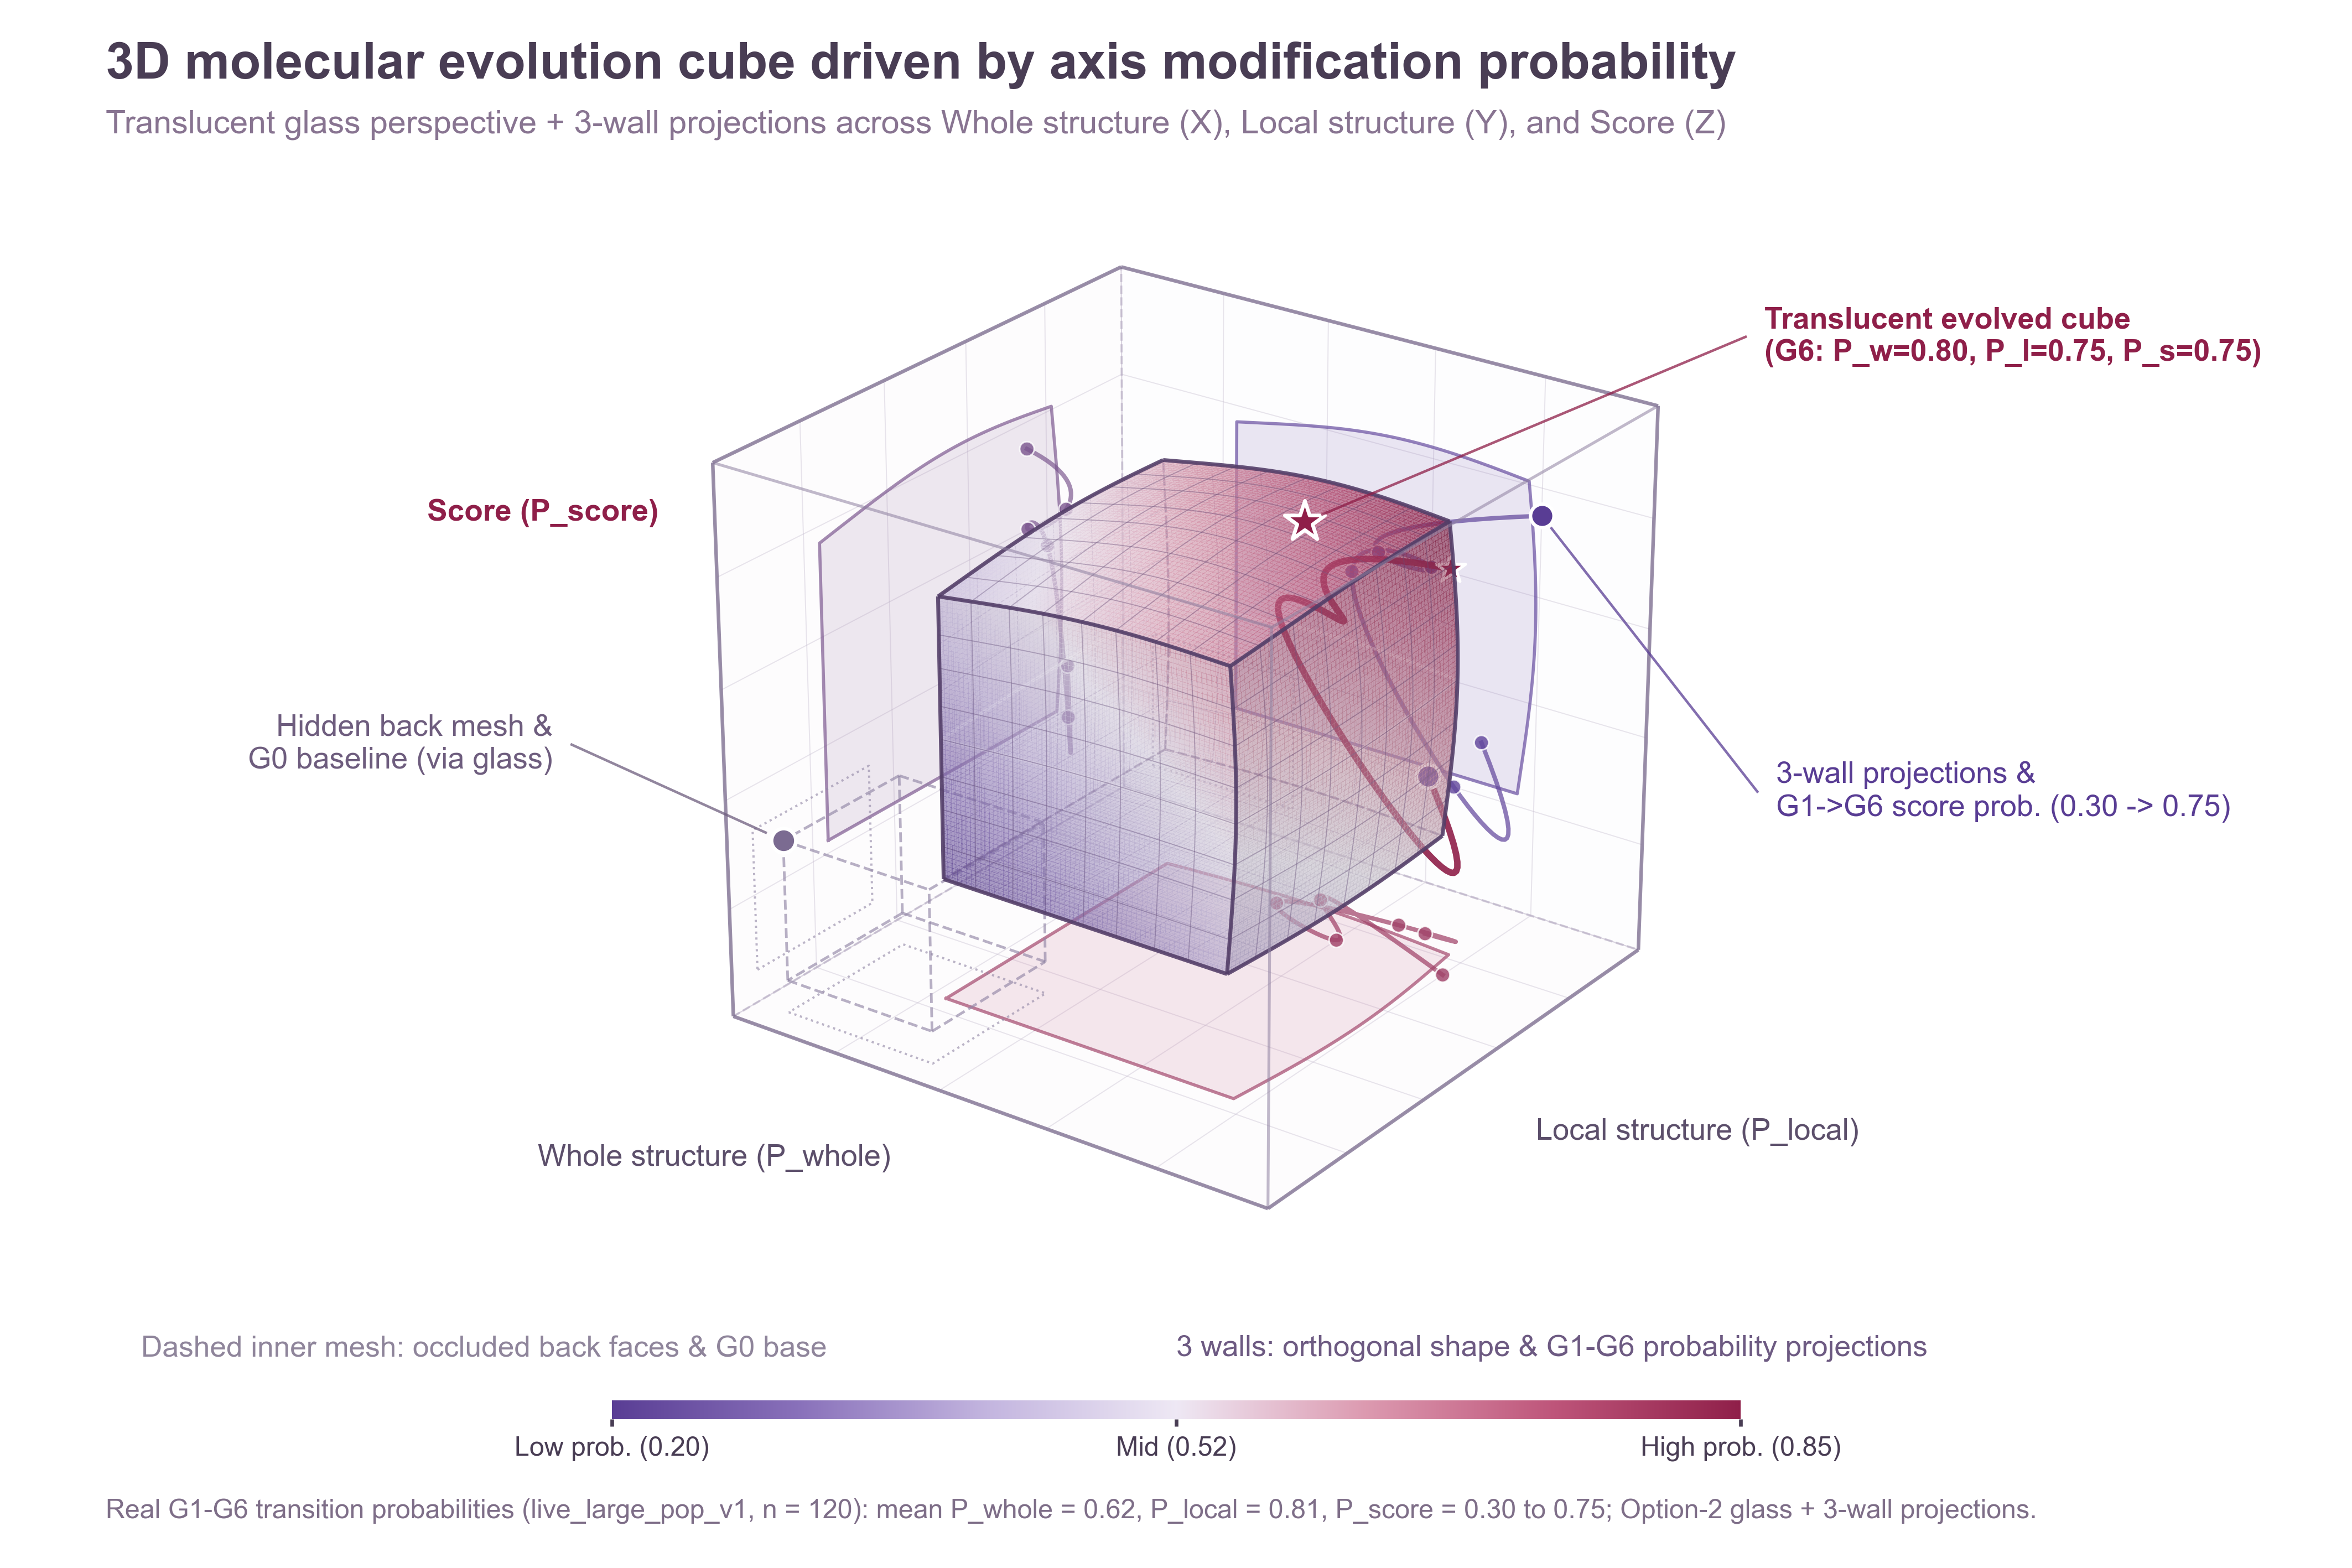 3D molecular evolution cube driven by axis modification probability
Translucent glass perspective + 3-wall projections across Whole structure (X), Local structure (Y), and Score (Z)
Translucent evolved cube
(G6: P_w=0.80, P_l=0.75, P_s=0.75)
Score (P_score)
Hidden back mesh &
G0 baseline (via glass)
3-wall projections &
G1->G6 score prob. (0.30 -> 0.75)
Local structure (P_local)
Whole structure (P_whole)
Dashed inner mesh: occluded back faces & G0 base
3 walls: orthogonal shape & G1-G6 probability projections
Low prob. (0.20)
Mid (0.52)
High prob. (0.85)
Real G1-G6 transition probabilities (live_large_pop_v1, n = 120): mean P_whole = 0.62, P_local = 0.81, P_score = 0.30 to 0.75; Option-2 glass + 3-wall projections.